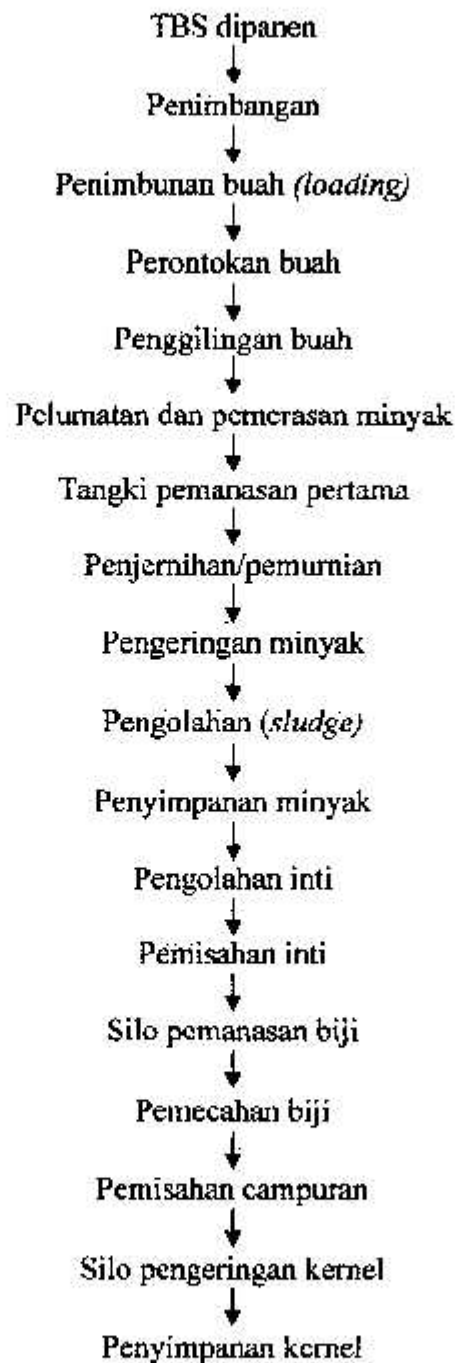 TBS dipanen
Penimbangan
Penimbunan buah (loading)
Perontokan buah
Penggilingan buah
Pelumatan dan pemerasan minyak
Tangki pemanasan pertama
Penjernihan/pemurnian
Pengeringan minyak
Pengolahan (sludge)
Penyimpanan minyak
Pengolahan inti
Pemisahan inti
Silo pemanasan biji
Pemecahan biji
Pemisahan campuran
Silo pengeringan kernel
Penyimpanan kernel